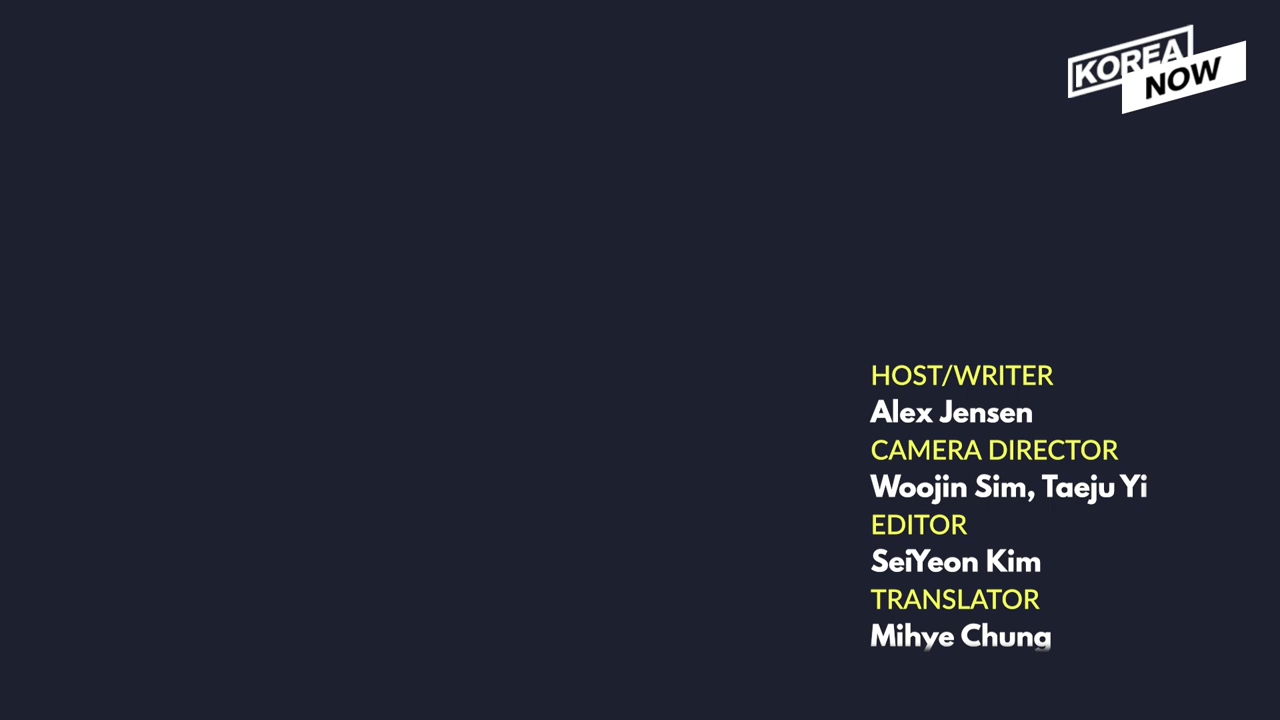 KOREA
NOW
HOST/WRITER
Alex Jensen
CAMERA DIRECTOR
Woojin Sim, Taeju Yi
EDITOR
SeiYeon Kim
TRANSLATOR
Mihye Chung